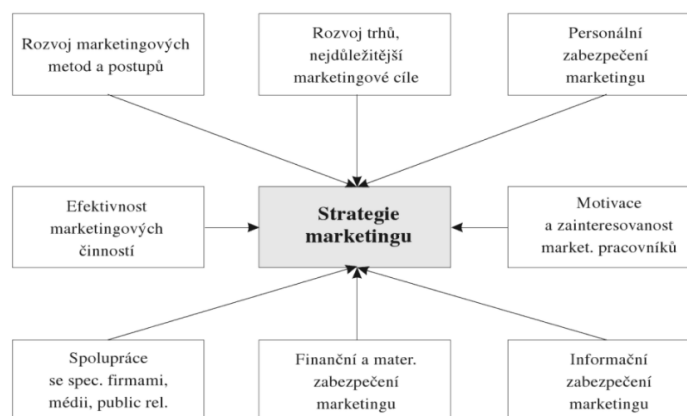 Rozvoj marketingových
metod a postupů
Rozvoj trhů,
nejdůležitější
marketingové cíle
Personální
zabezpečení
marketingu
Efektivnost
marketingových
činností
Strategie
marketingu
Motivace
a zainteresovanost
market. pracovníků
Spolupráce
se spec. firmami,
médii, public rel.
Finanční a mater.
zabezpečení
marketingu
Informační
zabezpečení
marketingu